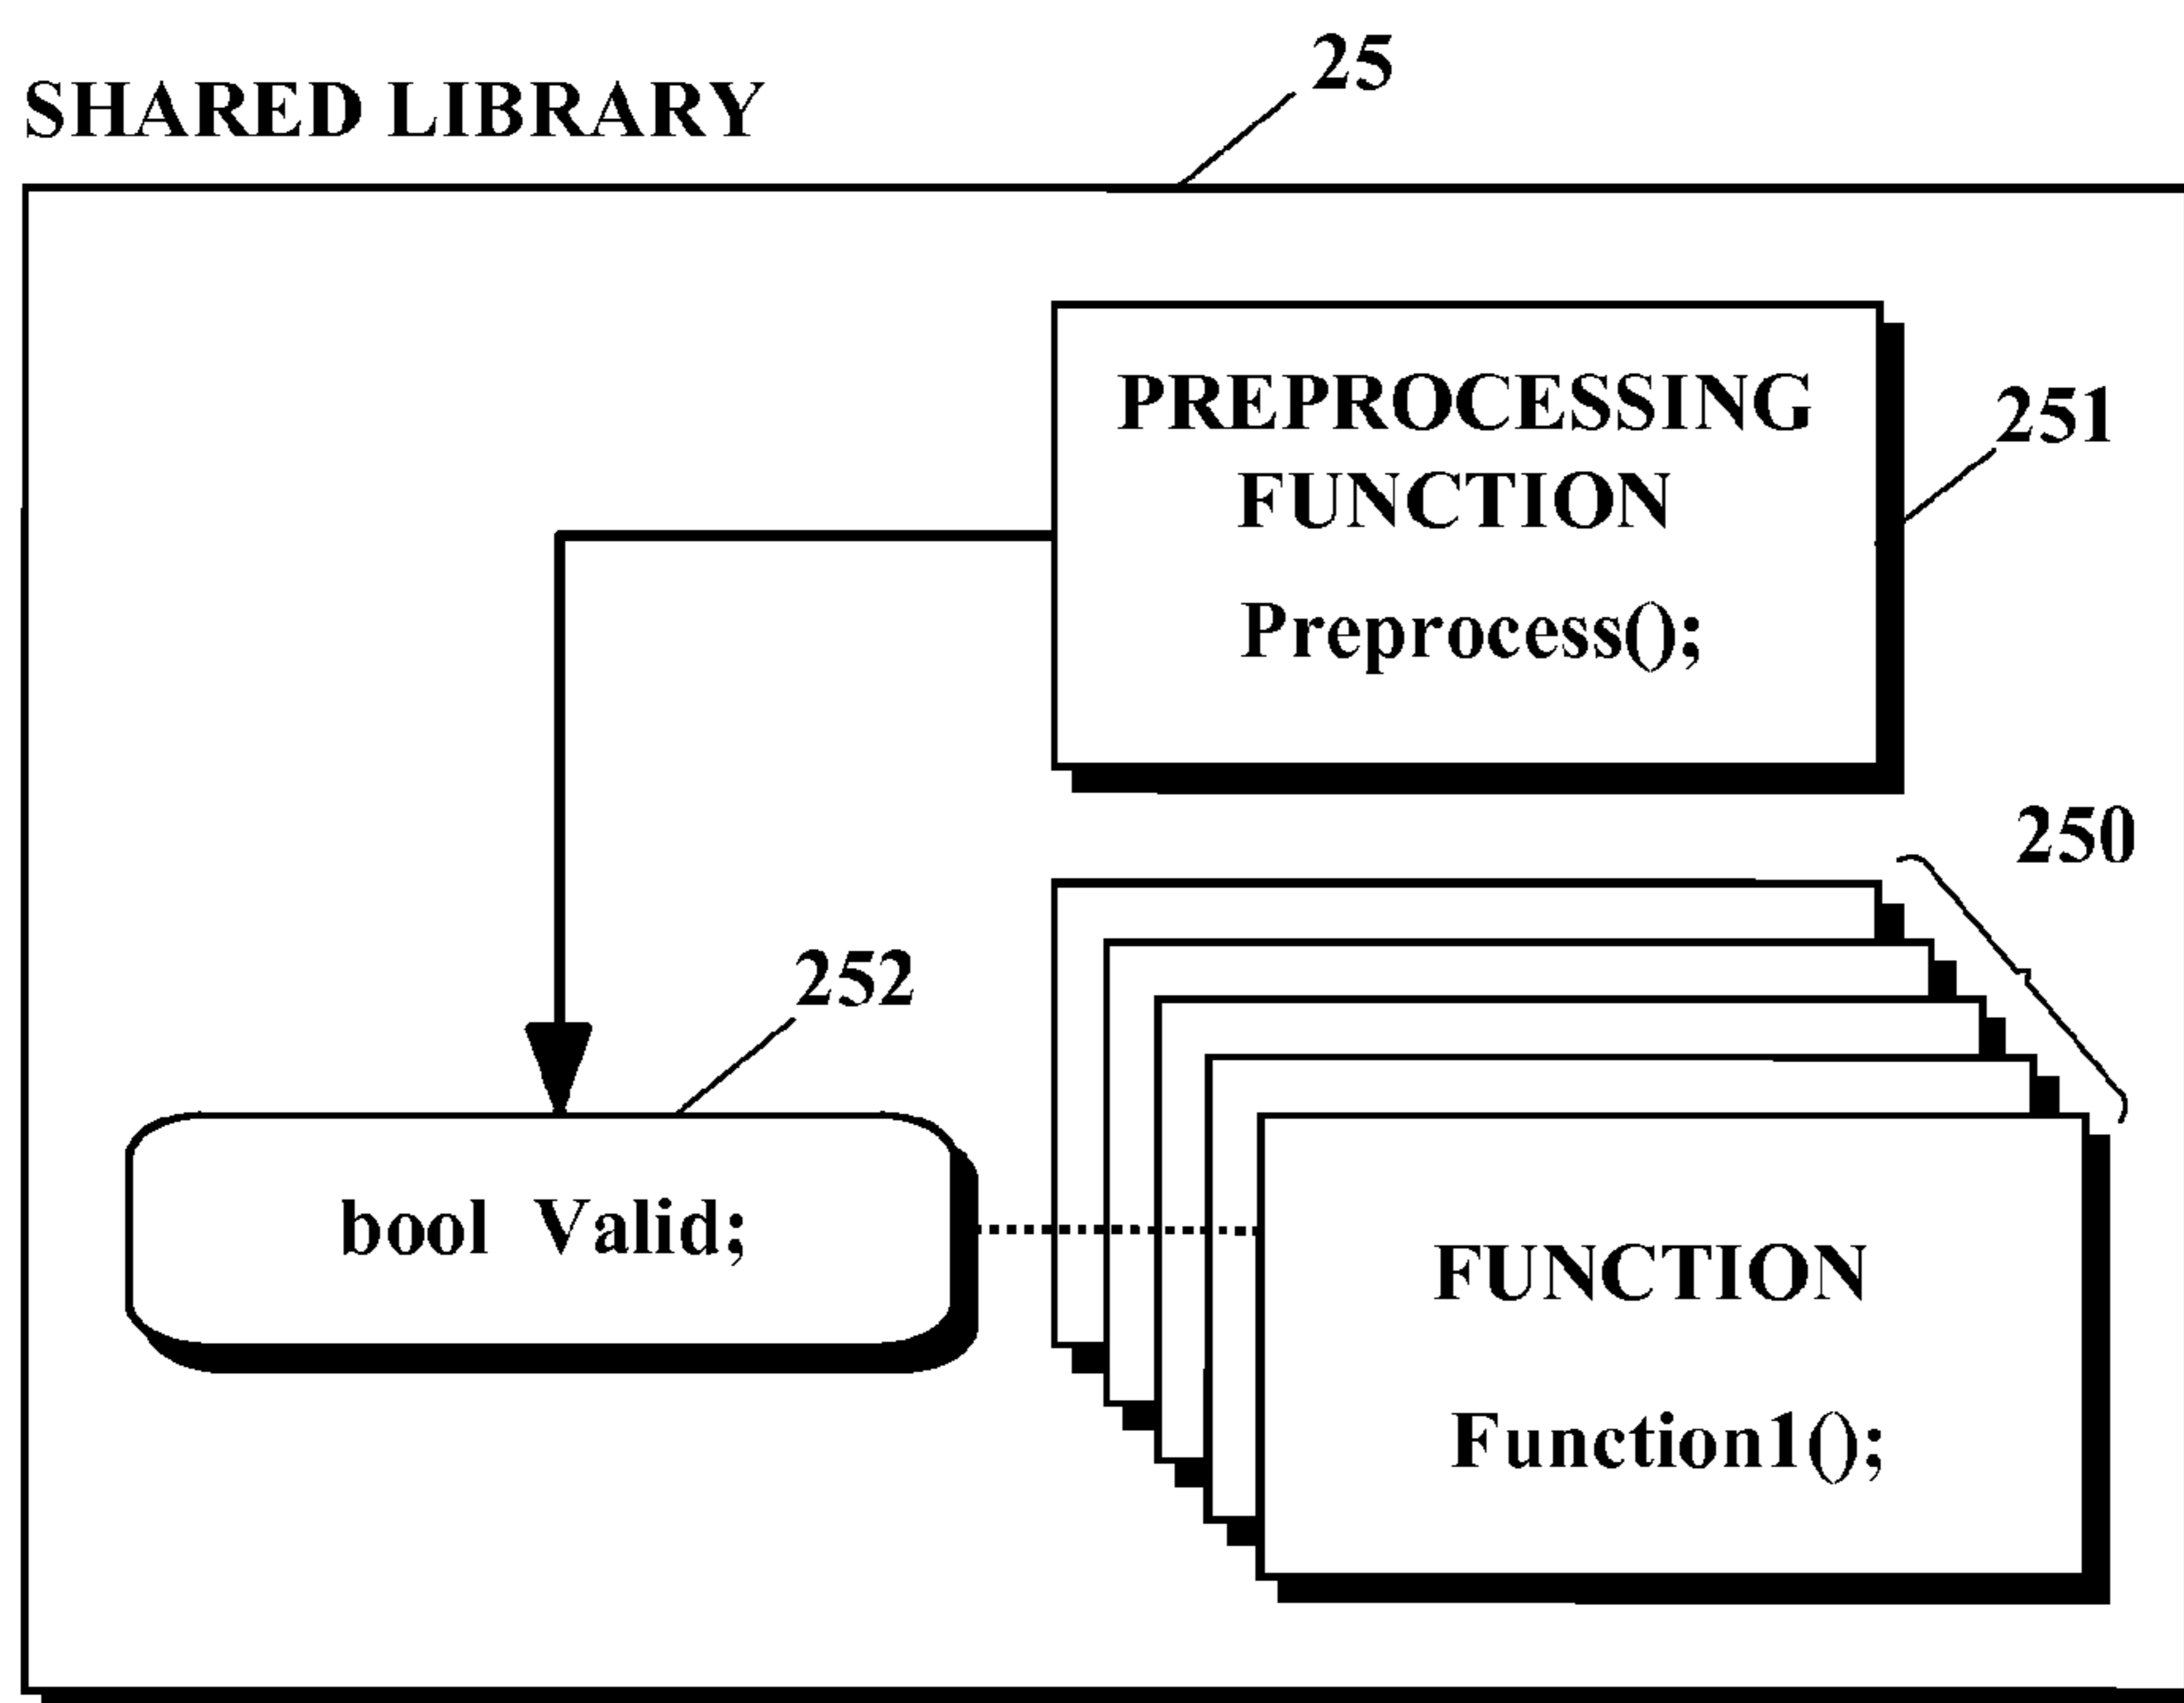 25
SHARED LIBRARY
PREPROCESSING
FUNCTION
Preprocess();
251
250
252
bool Valid;
FUNCTION
Function1();